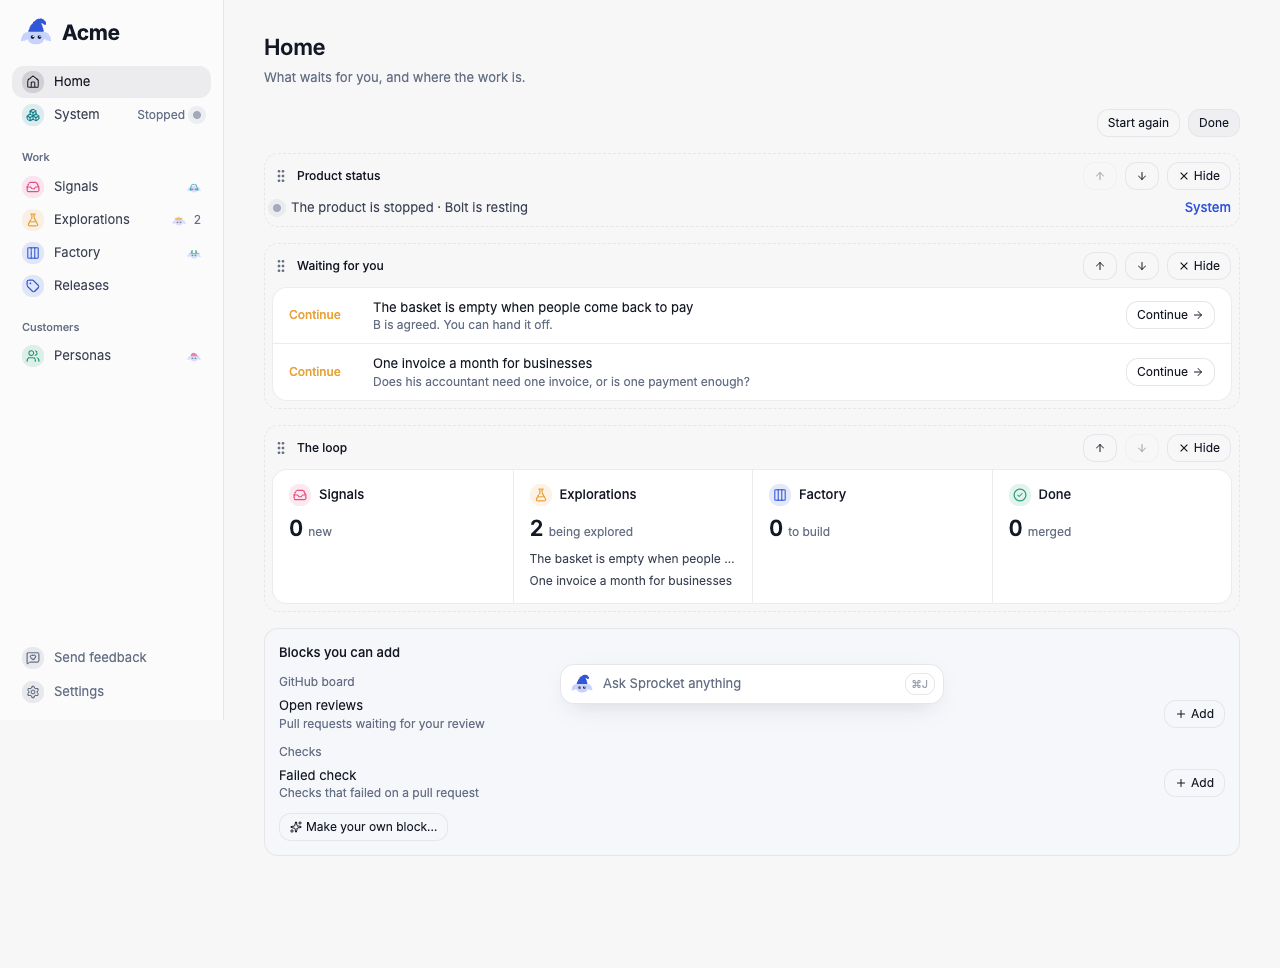 Acme
Home
System
Stopped
Work
Signals
Explorations
2
Factory
Releases
Customers
Personas
Send feedback
Settings
Home
What waits for you, and where the work is.
Start again
Done
Product status
Hide
The product is stopped · Bolt is resting
System
Waiting for you
Hide
Continue
The basket is empty when people come back to pay
B is agreed. You can hand it off.
Continue
Continue
One invoice a month for businesses
Does his accountant need one invoice, or is one payment enough?
Continue
The loop
Hide
Signals
0 new
Explorations
2 being explored
The basket is empty when people ...
One invoice a month for businesses
Factory
0 to build
Done
0 merged
Blocks you can add
GitHub board
Ask Sprocket anything
⌘J
Open reviews
Pull requests waiting for your review
Add
Checks
Failed check
Checks that failed on a pull request
Add
Make your own block...